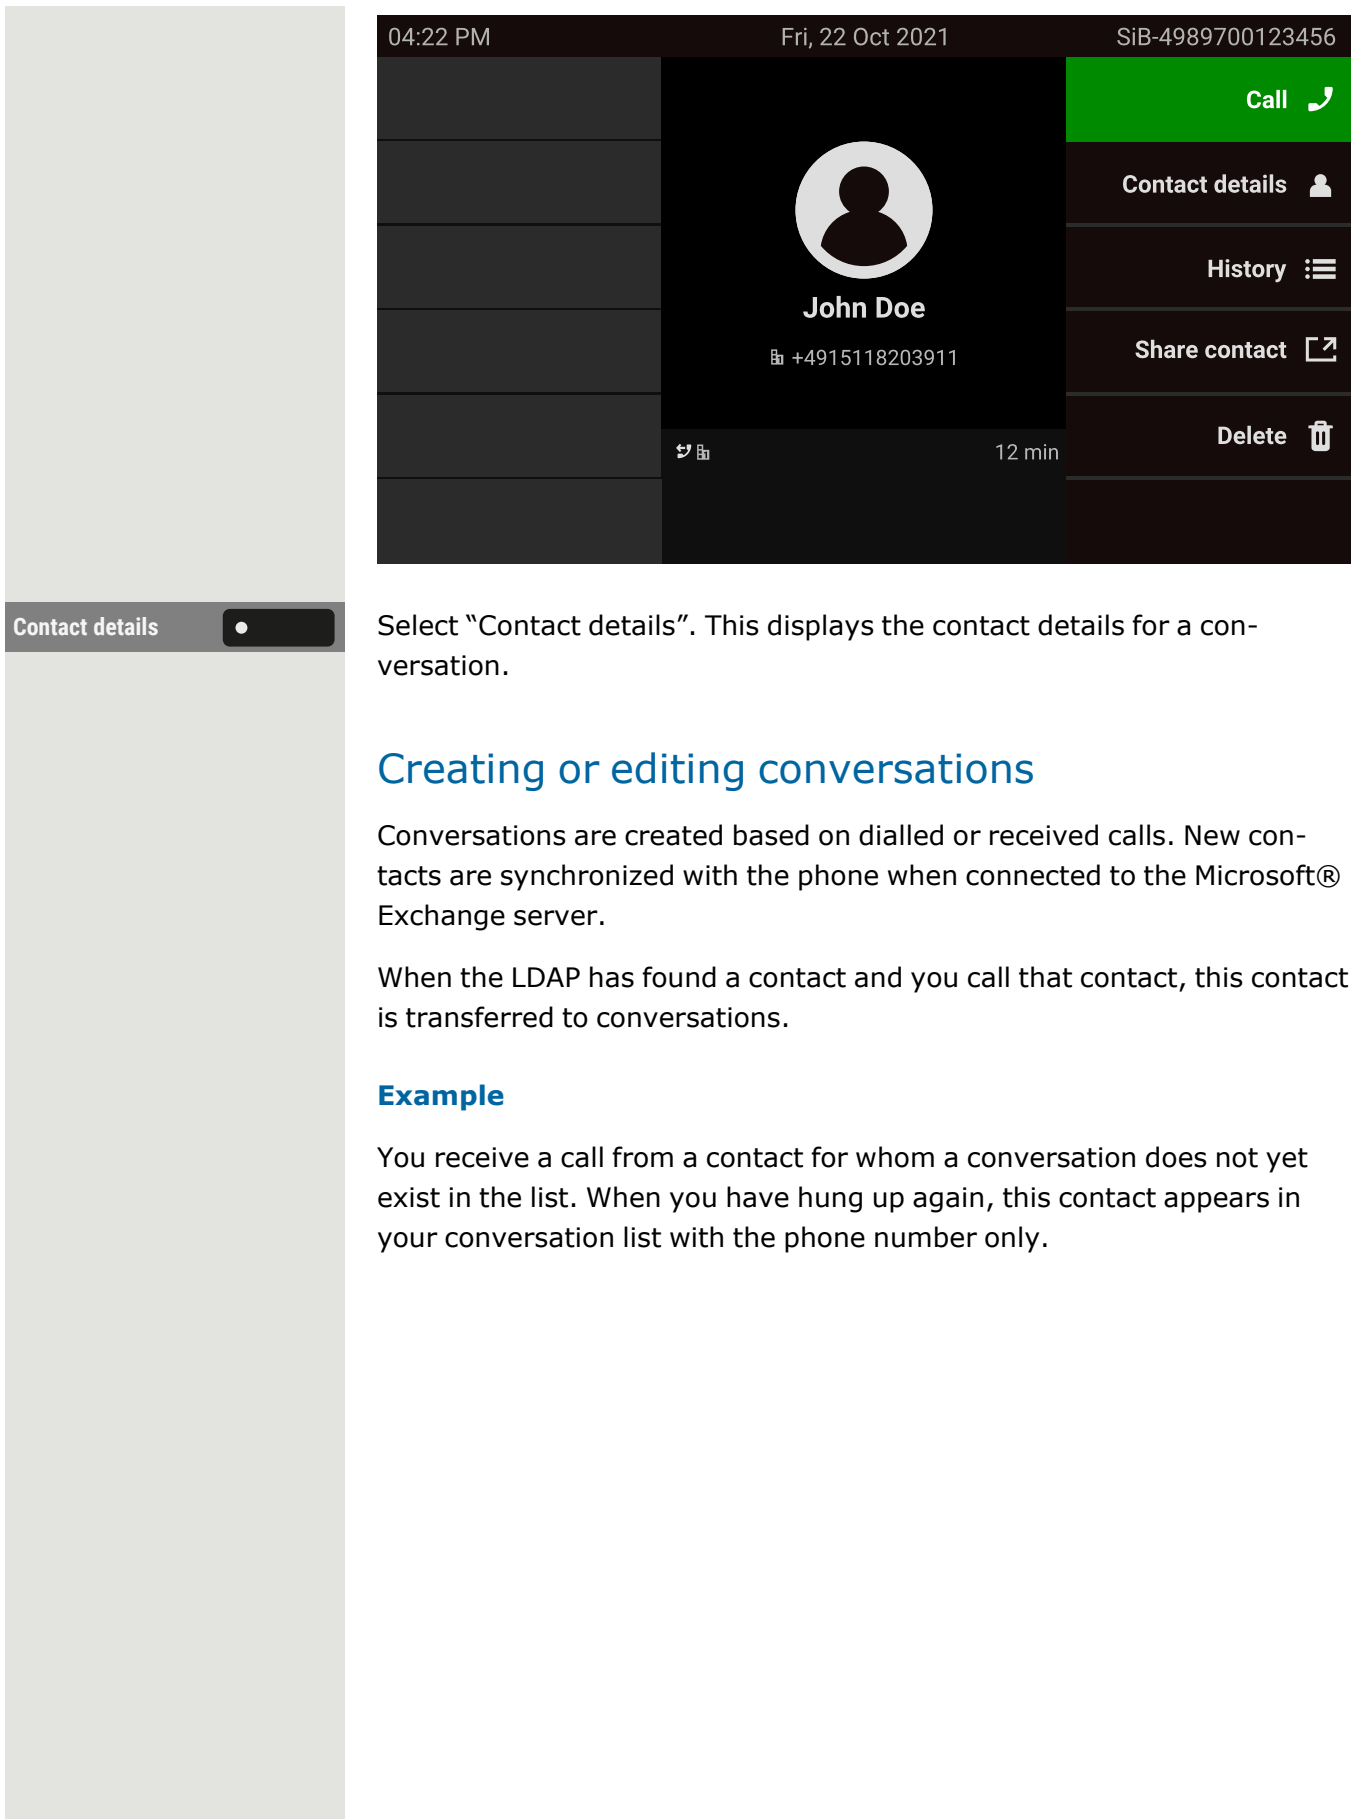 04:22 PM Fri, 22 Oct 2021 SiB-4989700123456
Call
Contact details
History
John Doe
Share contact
+4915118203911
Delete
12 min
Contact details
Select “Contact details”. This displays the contact details for a con-
versation.
Creating or editing conversations
Conversations are created based on dialled or received calls. New con-
tacts are synchronized with the phone when connected to the Microsoft®
Exchange server.
When the LDAP has found a contact and you call that contact, this contact
is transferred to conversations.
Example
You receive a call from a contact for whom a conversation does not yet
exist in the list. When you have hung up again, this contact appears in
your conversation list with the phone number only.